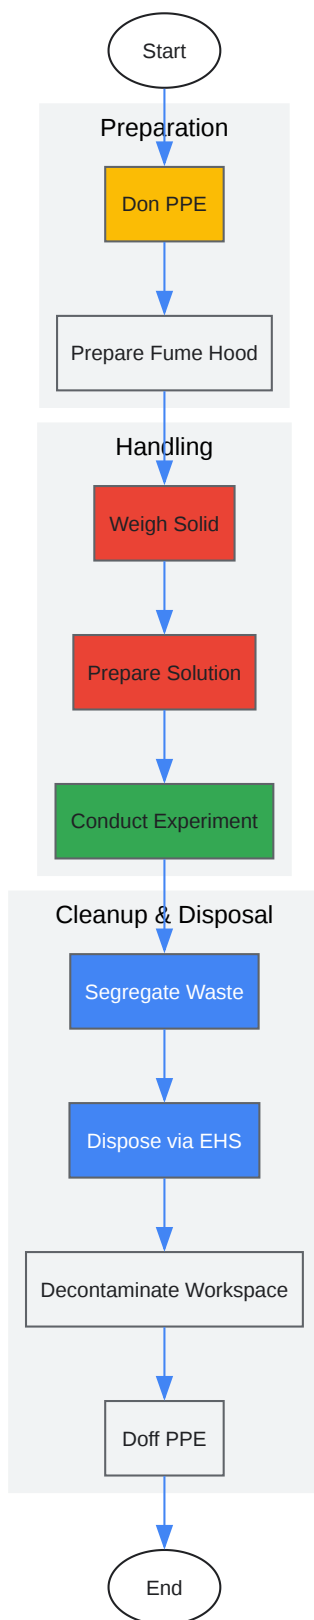 Start
Preparation
Don PPE
Prepare Fume Hood
Handling
Weigh Solid
Prepare Solution
Conduct Experiment
Cleanup & Disposal
Segregate Waste
Dispose via EHS
Decontaminate Workspace
Doff PPE
End